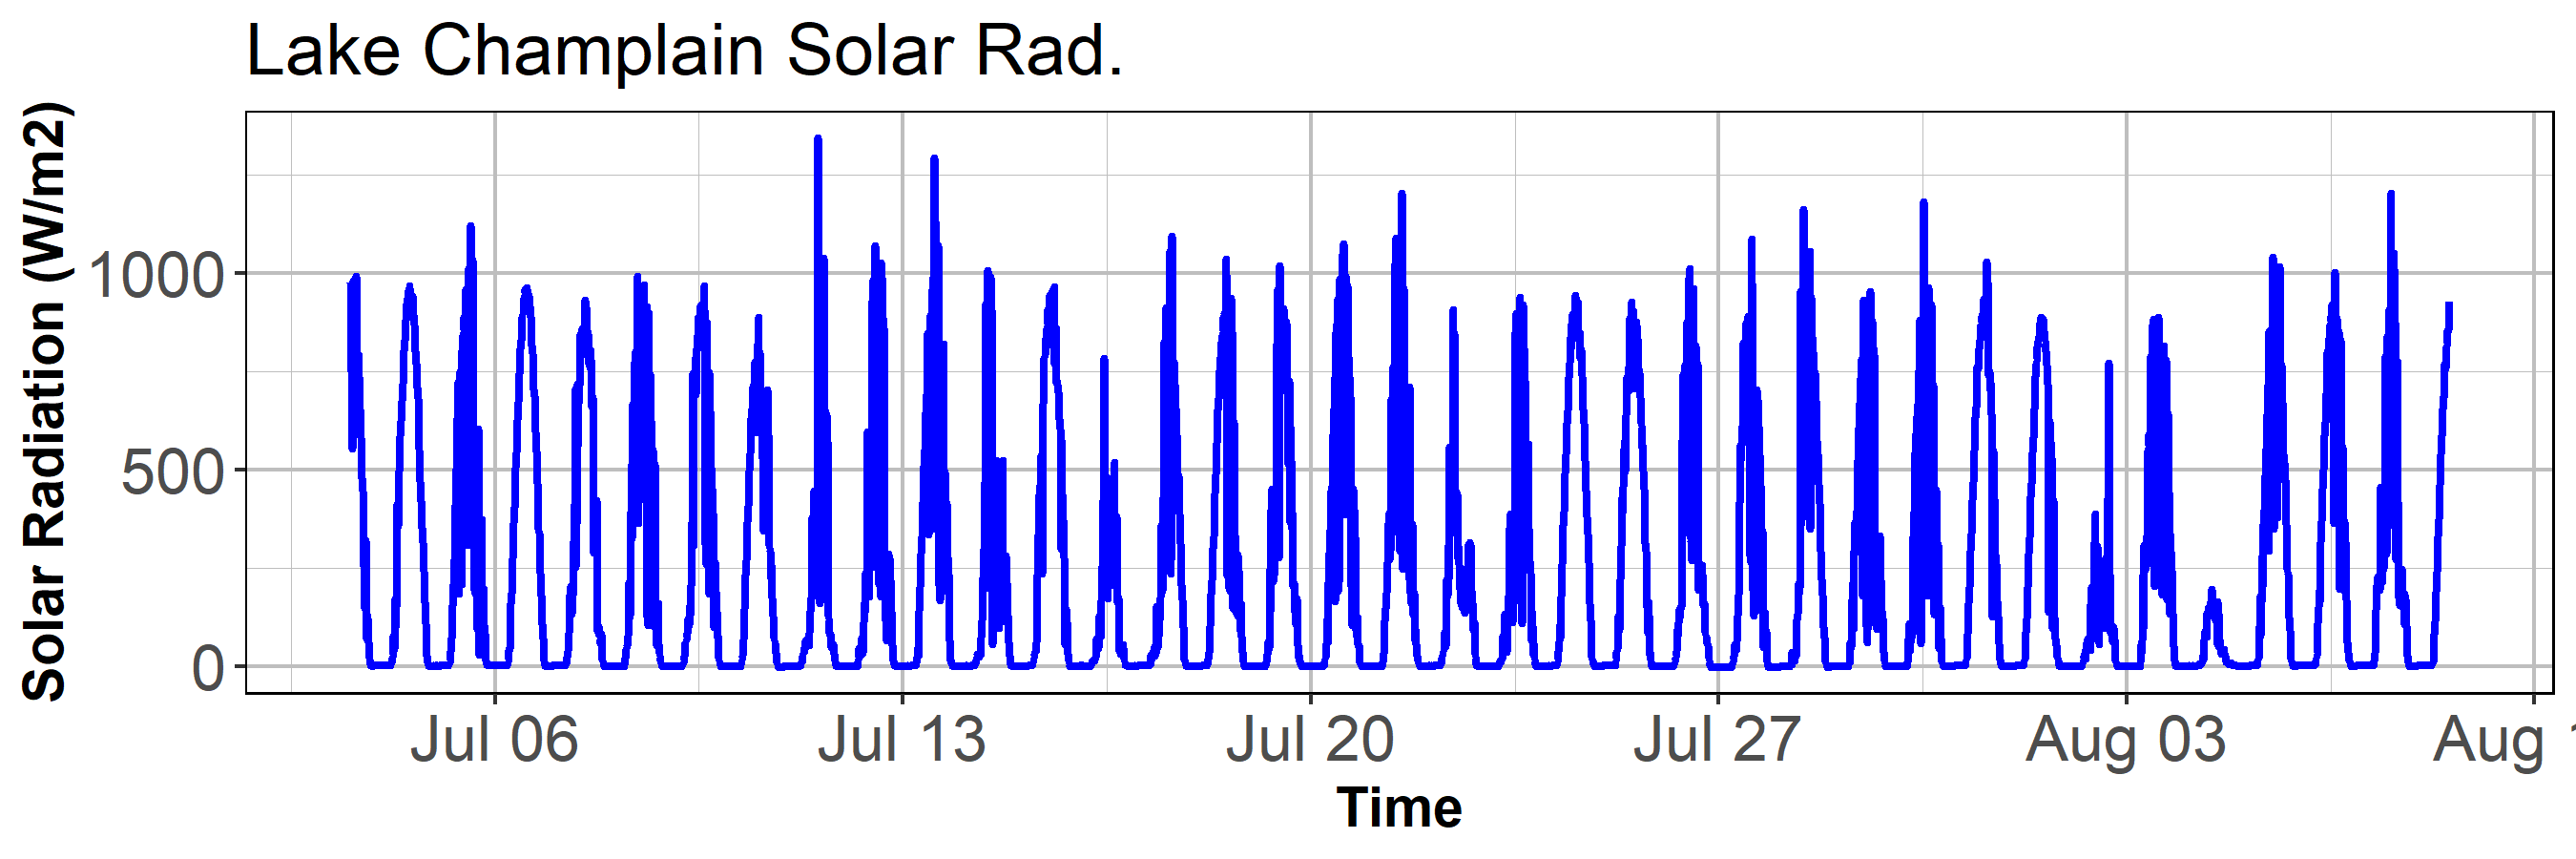 Lake Champlain Solar Rad.
Solar Radiation (W/m2)
1000
500
0
Jul 06
Jul 13
Jul 20
Jul 27
Aug 03
Aug
Time